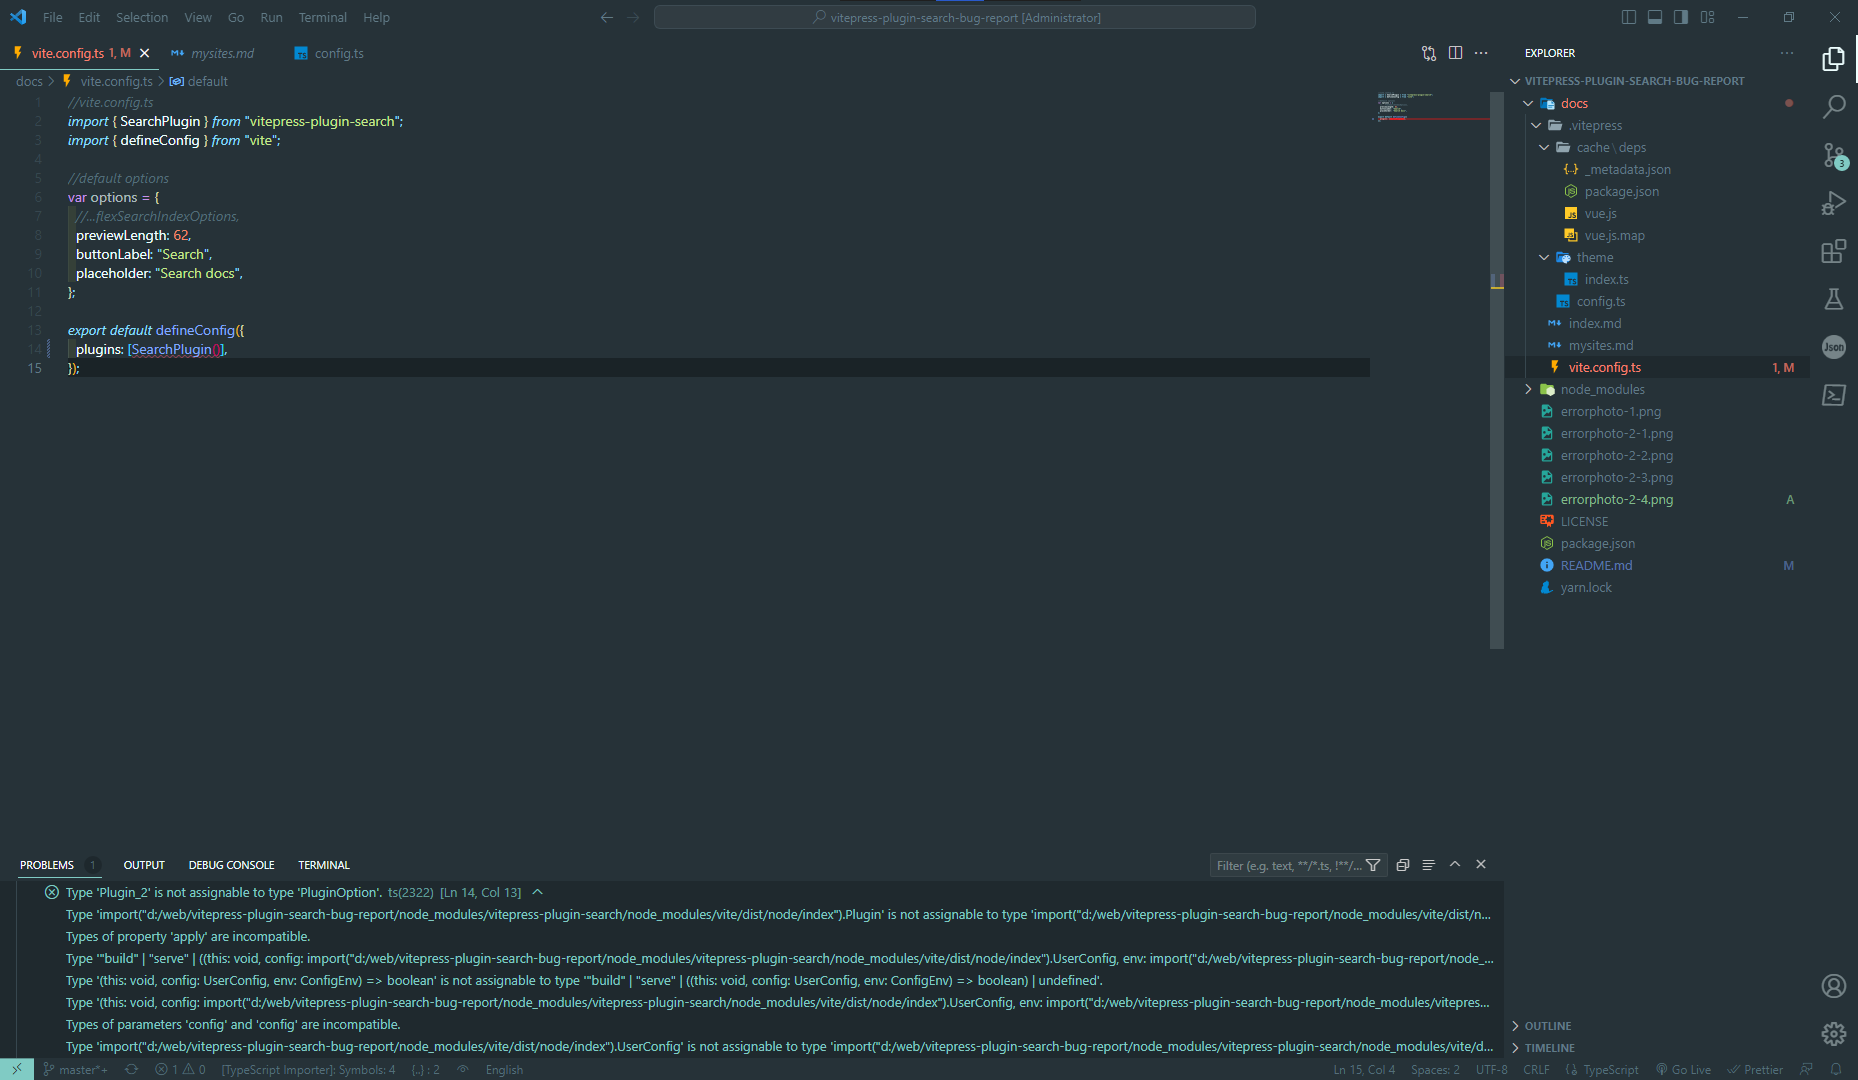 File Edit Selection View Go Run Terminal Help
vitepress-plugin-search-bug-report [Administrator]
vite.config.ts 1, M
mysites.md
config.ts
docs > vite.config.ts > default
1 //vite.config.ts
2 import { SearchPlugin } from "vitepress-plugin-search";
3 import { defineConfig } from "vite";
4
5 //default options
6 var options = {
7 //...flexSearchIndexOptions,
8 previewLength: 62,
9 buttonLabel: "Search",
10 placeholder: "Search docs",
11 };
12
13 export default defineConfig({
14 plugins: [SearchPlugin()],
15 });
EXPLORER
VITEPRESS-PLUGIN-SEARCH-BUG-REPORT
docs
.vitepress
cache\deps
_metadata.json
package.json
vue.js
vue.js.map
theme
index.ts
config.ts
index.md
mysites.md
vite.config.ts 1, M
node_modules
errorphoto-1.png
errorphoto-2-1.png
errorphoto-2-2.png
errorphoto-2-3.png
errorphoto-2-4.png A
LICENSE
package.json
README.md M
yarn.lock
OUTLINE
TIMELINE
3
Json
PROBLEMS 1 OUTPUT DEBUG CONSOLE TERMINAL
Filter (e.g. text, **/*.ts, !**/...
Type 'Plugin_2' is not assignable to type 'PluginOption'. ts(2322) [Ln 14, Col 13]
Type 'import("d:/web/vitepress-plugin-search-bug-report/node_modules/vitepress-plugin-search/node_modules/vite/dist/node/index").Plugin' is not assignable to type 'import("d:/web/vitepress-plugin-search-bug-report/node_modules/vite/dist/n...
Types of property 'apply' are incompatible.
Type '"build" | "serve" | ((this: void, config: import("d:/web/vitepress-plugin-search-bug-report/node_modules/vitepress-plugin-search/node_modules/vite/dist/node/index").UserConfig, env: import("d:/web/vitepress-plugin-search-bug-report/node_...
Type '(this: void, config: UserConfig, env: ConfigEnv) => boolean' is not assignable to type '"build" | "serve" | ((this: void, config: UserConfig, env: ConfigEnv) => boolean) | undefined'.
Type '(this: void, config: import("d:/web/vitepress-plugin-search-bug-report/node_modules/vitepress-plugin-search/node_modules/vite/dist/node/index").UserConfig, env: import("d:/web/vitepress-plugin-search-bug-report/node_modules/vitepres...
Types of parameters 'config' and 'config' are incompatible.
Type 'import("d:/web/vitepress-plugin-search-bug-report/node_modules/vite/dist/node/index").UserConfig' is not assignable to type 'import("d:/web/vitepress-plugin-search-bug-report/node_modules/vitepress-plugin-search/node_modules/vite/d...
master*+ 1 0 [TypeScript Importer]: Symbols: 4 {..} : 2 English
Ln 15, Col 4 Spaces: 2 UTF-8 CRLF TypeScript Go Live Prettier